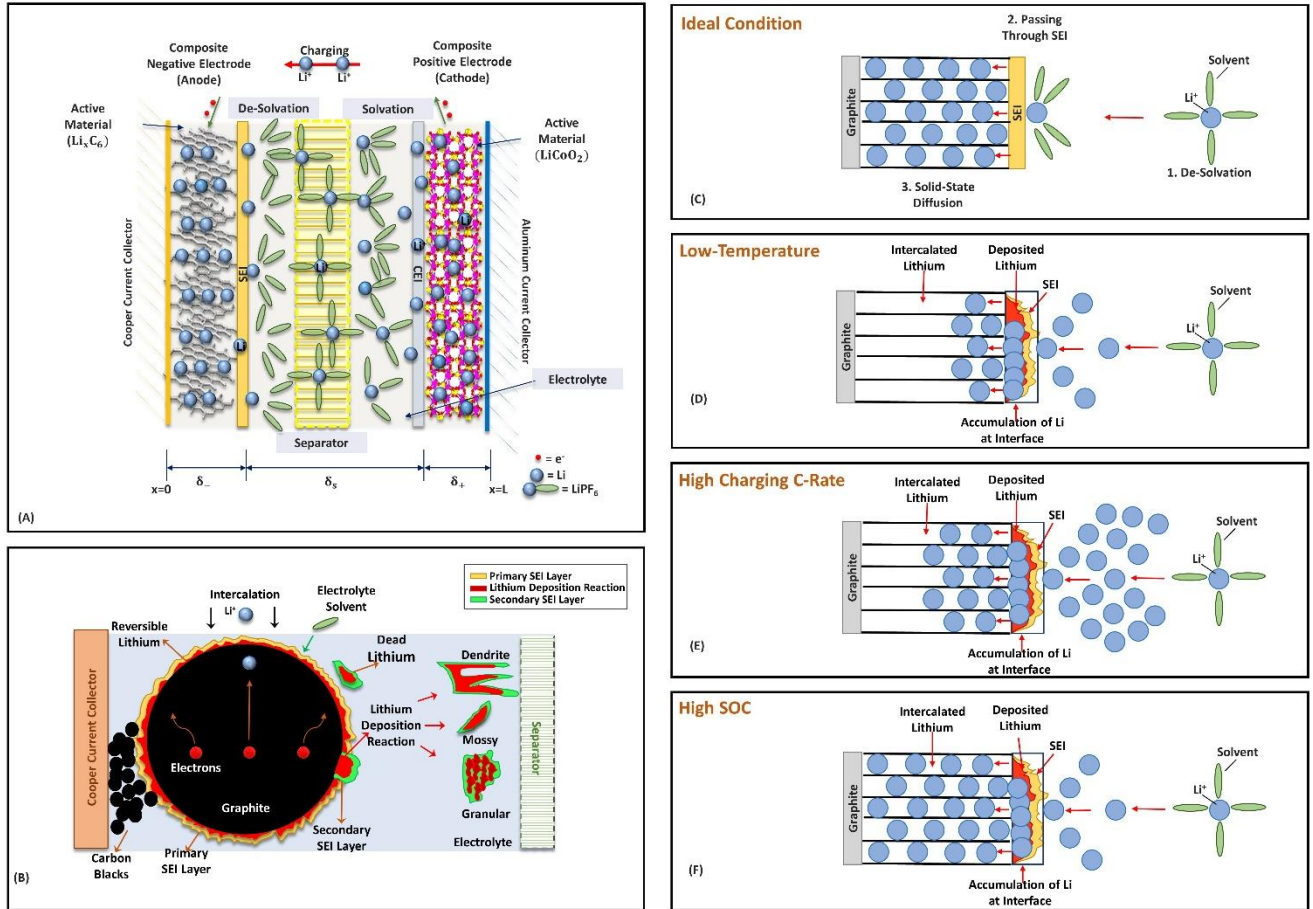 Composite
Negative Electrode
(Anode)
Charging
Li⁺ Li⁺
Composite
Positive Electrode
(Cathode)
e⁻
e⁻
De-Solvation
Solvation
Active
Material
(LiₓC₆)
Active
Material
(LiCoO₂)
Cooper Current Collector
SEI
Li
Li
Li
Li
CEI
Aluminum Current Collector
Electrolyte
Separator
= e⁻
= Li
= LiPF₆
x=0
δ₋
δₛ
δ₊
x=L
(A)
Primary SEI Layer
Lithium Deposition Reaction
Secondary SEI Layer
Intercalation
Li⁺
Electrolyte
Solvent
Reversible
Lithium
Dead
Lithium
Dendrite
Lithium
Deposition
Reaction
Mossy
Granular
Electrons
Graphite
Cooper Current Collector
Separator
Secondary
SEI Layer
Electrolyte
Carbon
Blacks
Primary
SEI Layer
(B)
Ideal Condition
2. Passing
Through SEI
Solvent
Li⁺
Graphite
SEI
1. De-Solvation
3. Solid-State
Diffusion
(C)
Low-Temperature
Intercalated
Lithium
Deposited
Lithium
SEI
Solvent
Li⁺
Graphite
Accumulation of Li
at Interface
(D)
High Charging C-Rate
Intercalated
Lithium
Deposited
Lithium
SEI
Solvent
Li⁺
Graphite
Accumulation of Li
at Interface
(E)
High SOC
Intercalated
Lithium
Deposited
Lithium
SEI
Solvent
Li⁺
Graphite
Accumulation of Li
at Interface
(F)